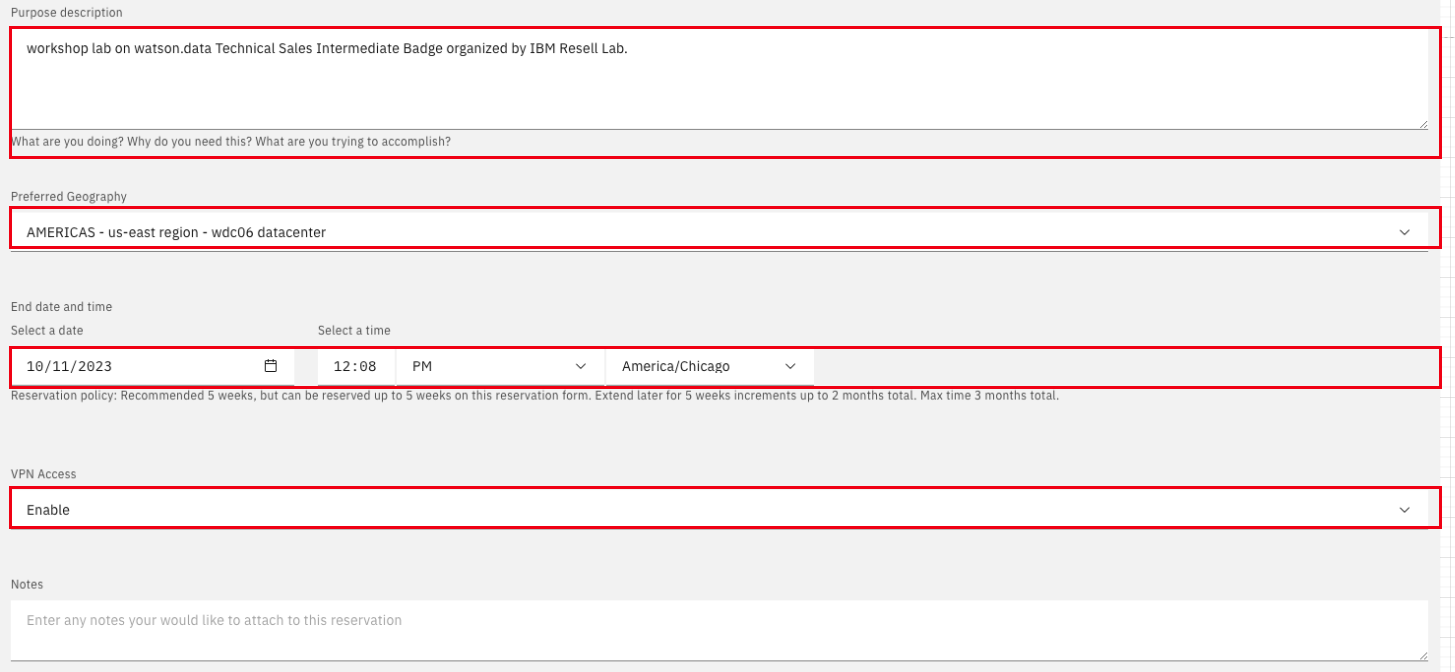 Purpose description
workshop lab on watson.data Technical Sales Intermediate Badge organized by IBM Resell Lab.
What are you doing? Why do you need this? What are you trying to accomplish?
Preferred Geography
AMERICAS - us-east region - wdc06 datacenter
End date and time
Select a date Select a time
10/11/2023 12:08 PM America/Chicago
Reservation policy: Recommended 5 weeks, but can be reserved up to 5 weeks on this reservation form. Extend later for 5 weeks increments up to 2 months total. Max time 3 months total.
VPN Access
Enable
Notes
Enter any notes your would like to attach to this reservation